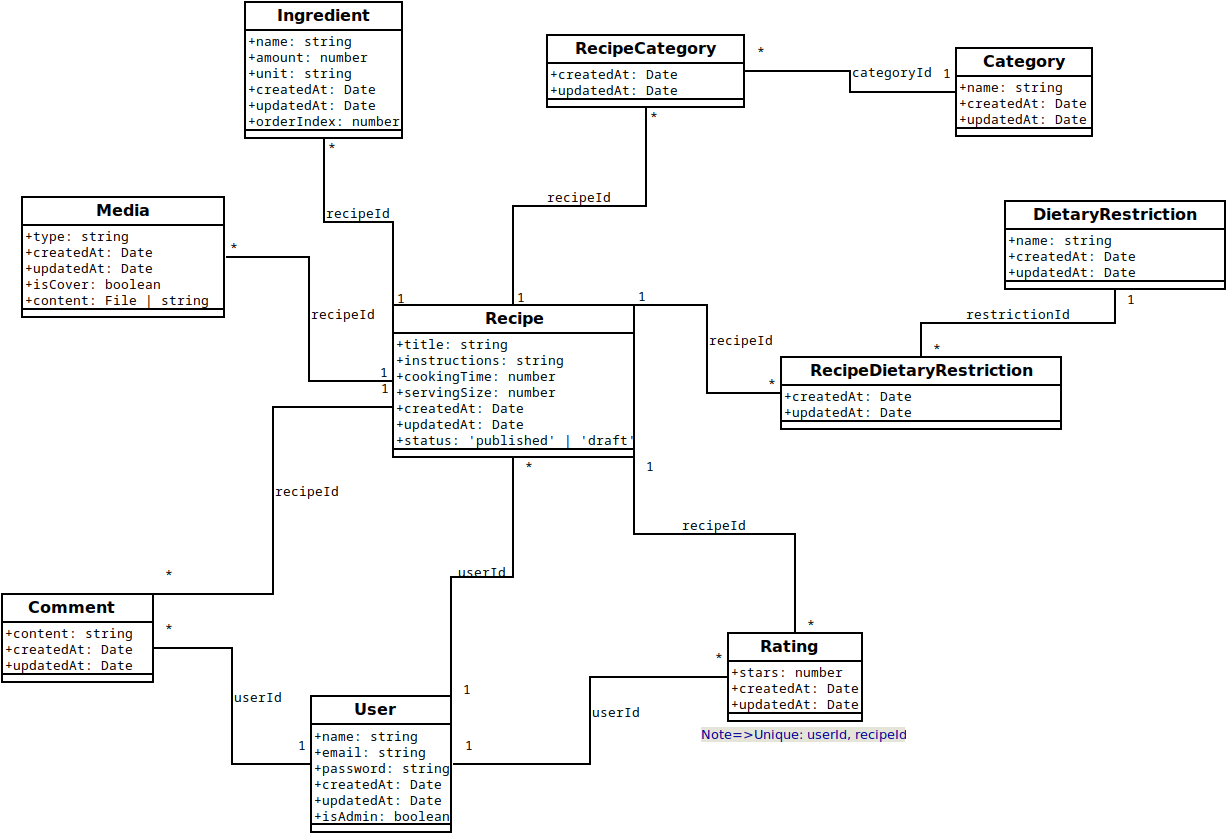 Ingredient
+name: string
+amount: number
+unit: string
+createdAt: Date
+updatedAt: Date
+orderIndex: number
*
recipeId
1
RecipeCategory
+createdAt: Date
+updatedAt: Date
*
categoryId
1
*
recipeId
1
Category
+name: string
+createdAt: Date
+updatedAt: Date
Media
+type: string
+createdAt: Date
+updatedAt: Date
+isCover: boolean
+content: File | string
*
recipeId
1
DietaryRestriction
+name: string
+createdAt: Date
+updatedAt: Date
1
restrictionId
*
Recipe
+title: string
+instructions: string
+cookingTime: number
+servingSize: number
+createdAt: Date
+updatedAt: Date
+status: 'published' | 'draft'
1
recipeId
*
RecipeDietaryRestriction
+createdAt: Date
+updatedAt: Date
1
recipeId
*
*
userId
1
1
recipeId
*
Comment
+content: string
+createdAt: Date
+updatedAt: Date
*
userId
1
User
+name: string
+email: string
+password: string
+createdAt: Date
+updatedAt: Date
+isAdmin: boolean
1
userId
*
Rating
+stars: number
+createdAt: Date
+updatedAt: Date
Note=>Unique: userId, recipeId